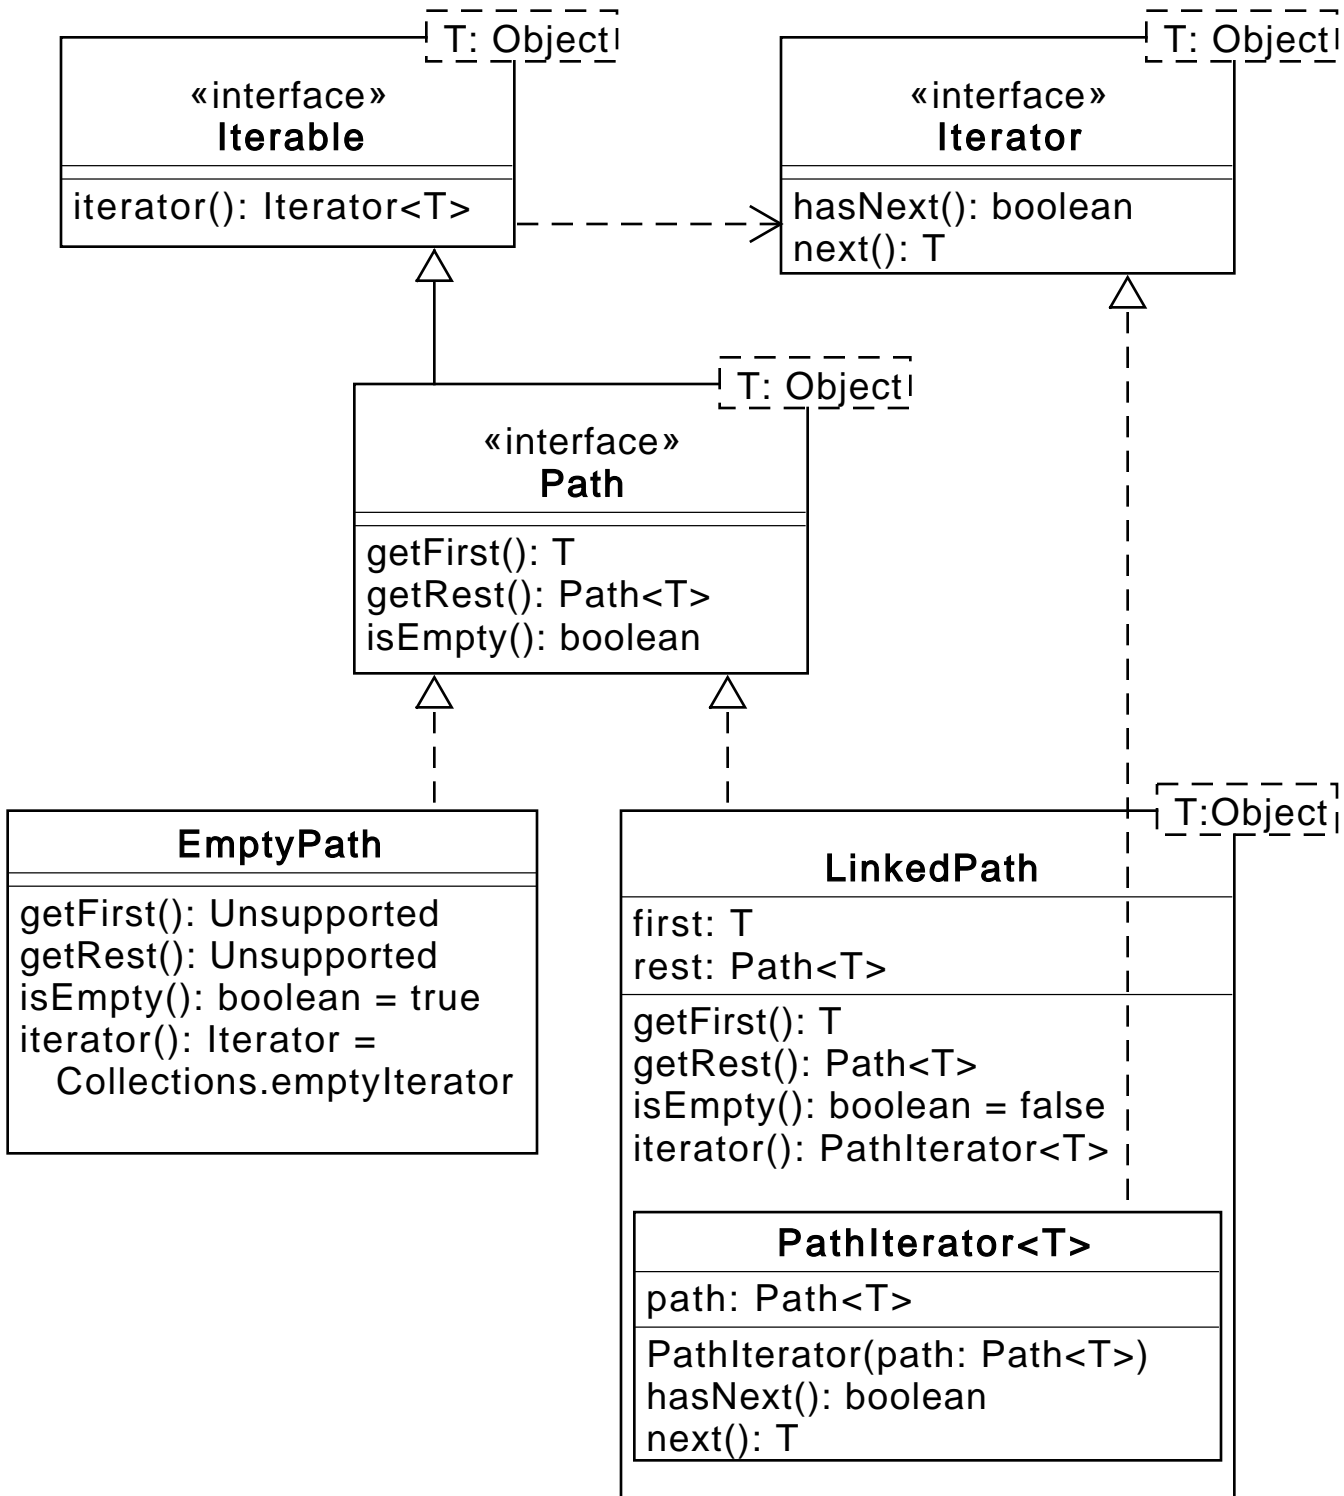 T: Object
«interface»
Iterable
iterator(): Iterator<T>
T: Object
«interface»
Iterator
hasNext(): boolean
next(): T
T: Object
«interface»
Path
getFirst(): T
getRest(): Path<T>
isEmpty(): boolean
EmptyPath
getFirst(): Unsupported
getRest(): Unsupported
isEmpty(): boolean = true
iterator(): Iterator =
Collections.emptyIterator
T:Object
LinkedPath
first: T
rest: Path<T>
getFirst(): T
getRest(): Path<T>
isEmpty(): boolean = false
iterator(): PathIterator<T>
PathIterator<T>
path: Path<T>
PathIterator(path: Path<T>)
hasNext(): boolean
next(): T